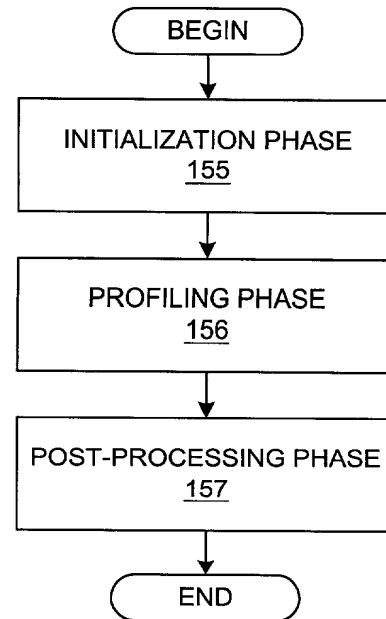 BEGIN
INITIALIZATION PHASE
155
PROFILING PHASE
156
POST-PROCESSING PHASE
157
END